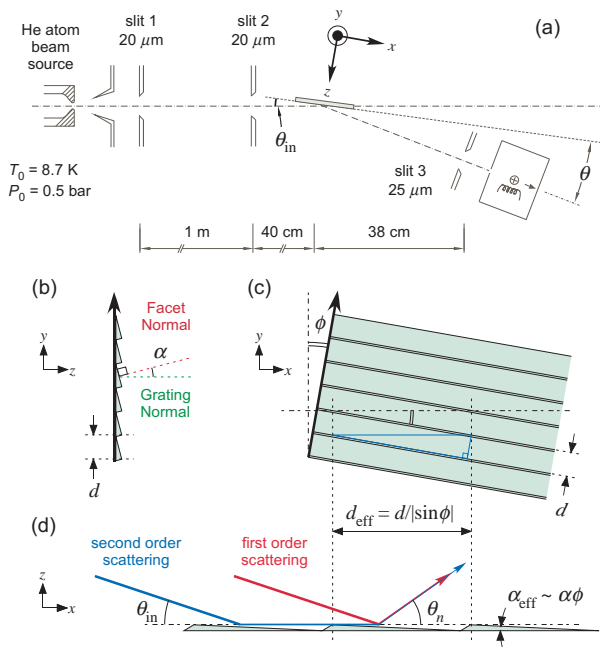 He atom
beam
source
slit 1
20 μm
slit 2
20 μm
y
x
z
(a)
θin
T0 = 8.7 K
P0 = 0.5 bar
slit 3
25 μm
θ
1 m
40 cm
38 cm
(b)
y
z
Facet
Normal
α
Grating
Normal
d
(c)
y
x
ϕ
d
deff = d/|sinϕ|
(d)
z
x
second order
scattering
first order
scattering
θin
θn
αeff ~ αϕ